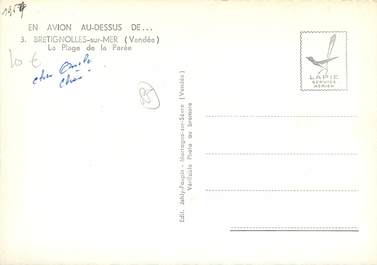 EN AVION AU-DESSUS DE...
3. BRETIGNOLLES-sur-MER (Vendée)
La Plage de la Parée
10 €
LAPIE
SERVICE
AERIEN
Edit. Jehly-Poupin - Mortagne-sur-Sèvre (Vendée)
Véritable Photo au bromure